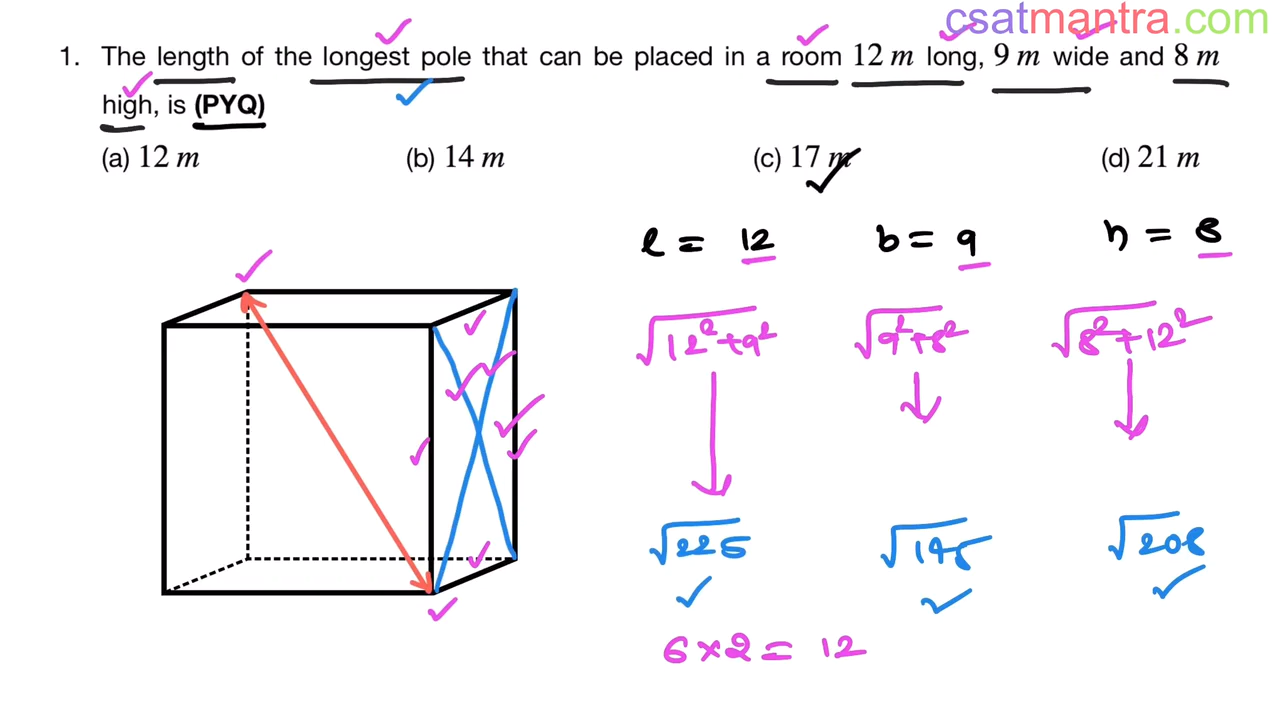 csatmantra.com
1. The length of the longest pole that can be placed in a room 12 m long, 9 m wide and 8 m
high, is (PYQ)
(a) 12 m (b) 14 m (c) 17 m (d) 21 m
l = 12 b = 9 h = 8
√12²+9² √9²+8² √8²+12²
√225 √145 √208
6×2 = 12